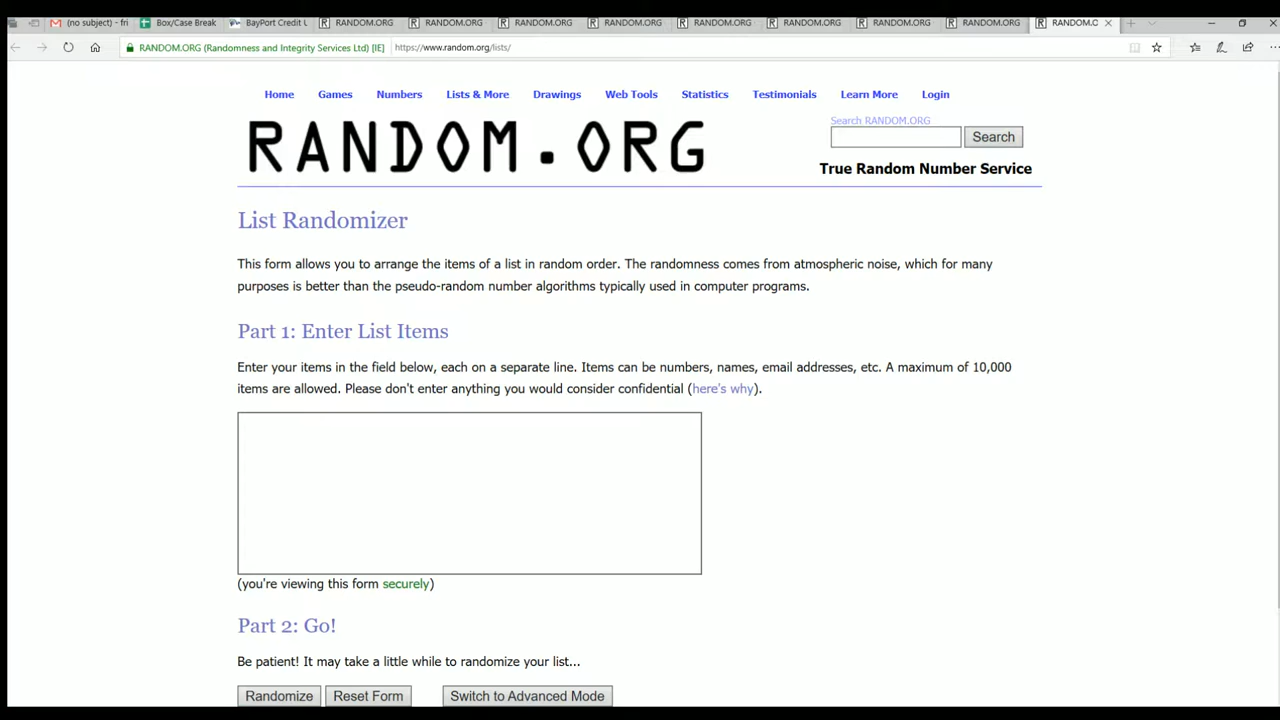 (no subject) - fri
Box/Case Break
BayPort Credit U
RANDOM.ORG
RANDOM.ORG
RANDOM.ORG
RANDOM.ORG
RANDOM.ORG
RANDOM.ORG
RANDOM.ORG
RANDOM.ORG
RANDOM.O
RANDOM.ORG (Randomness and Integrity Services Ltd) [IE]
https://www.random.org/lists/
Home Games Numbers Lists & More Drawings Web Tools Statistics Testimonials Learn More Login
RANDOM.ORG
Search RANDOM.ORG
Search
True Random Number Service
List Randomizer
This form allows you to arrange the items of a list in random order. The randomness comes from atmospheric noise, which for many
purposes is better than the pseudo-random number algorithms typically used in computer programs.
Part 1: Enter List Items
Enter your items in the field below, each on a separate line. Items can be numbers, names, email addresses, etc. A maximum of 10,000
items are allowed. Please don't enter anything you would consider confidential (here's why).
(you're viewing this form securely)
Part 2: Go!
Be patient! It may take a little while to randomize your list...
Randomize Reset Form Switch to Advanced Mode